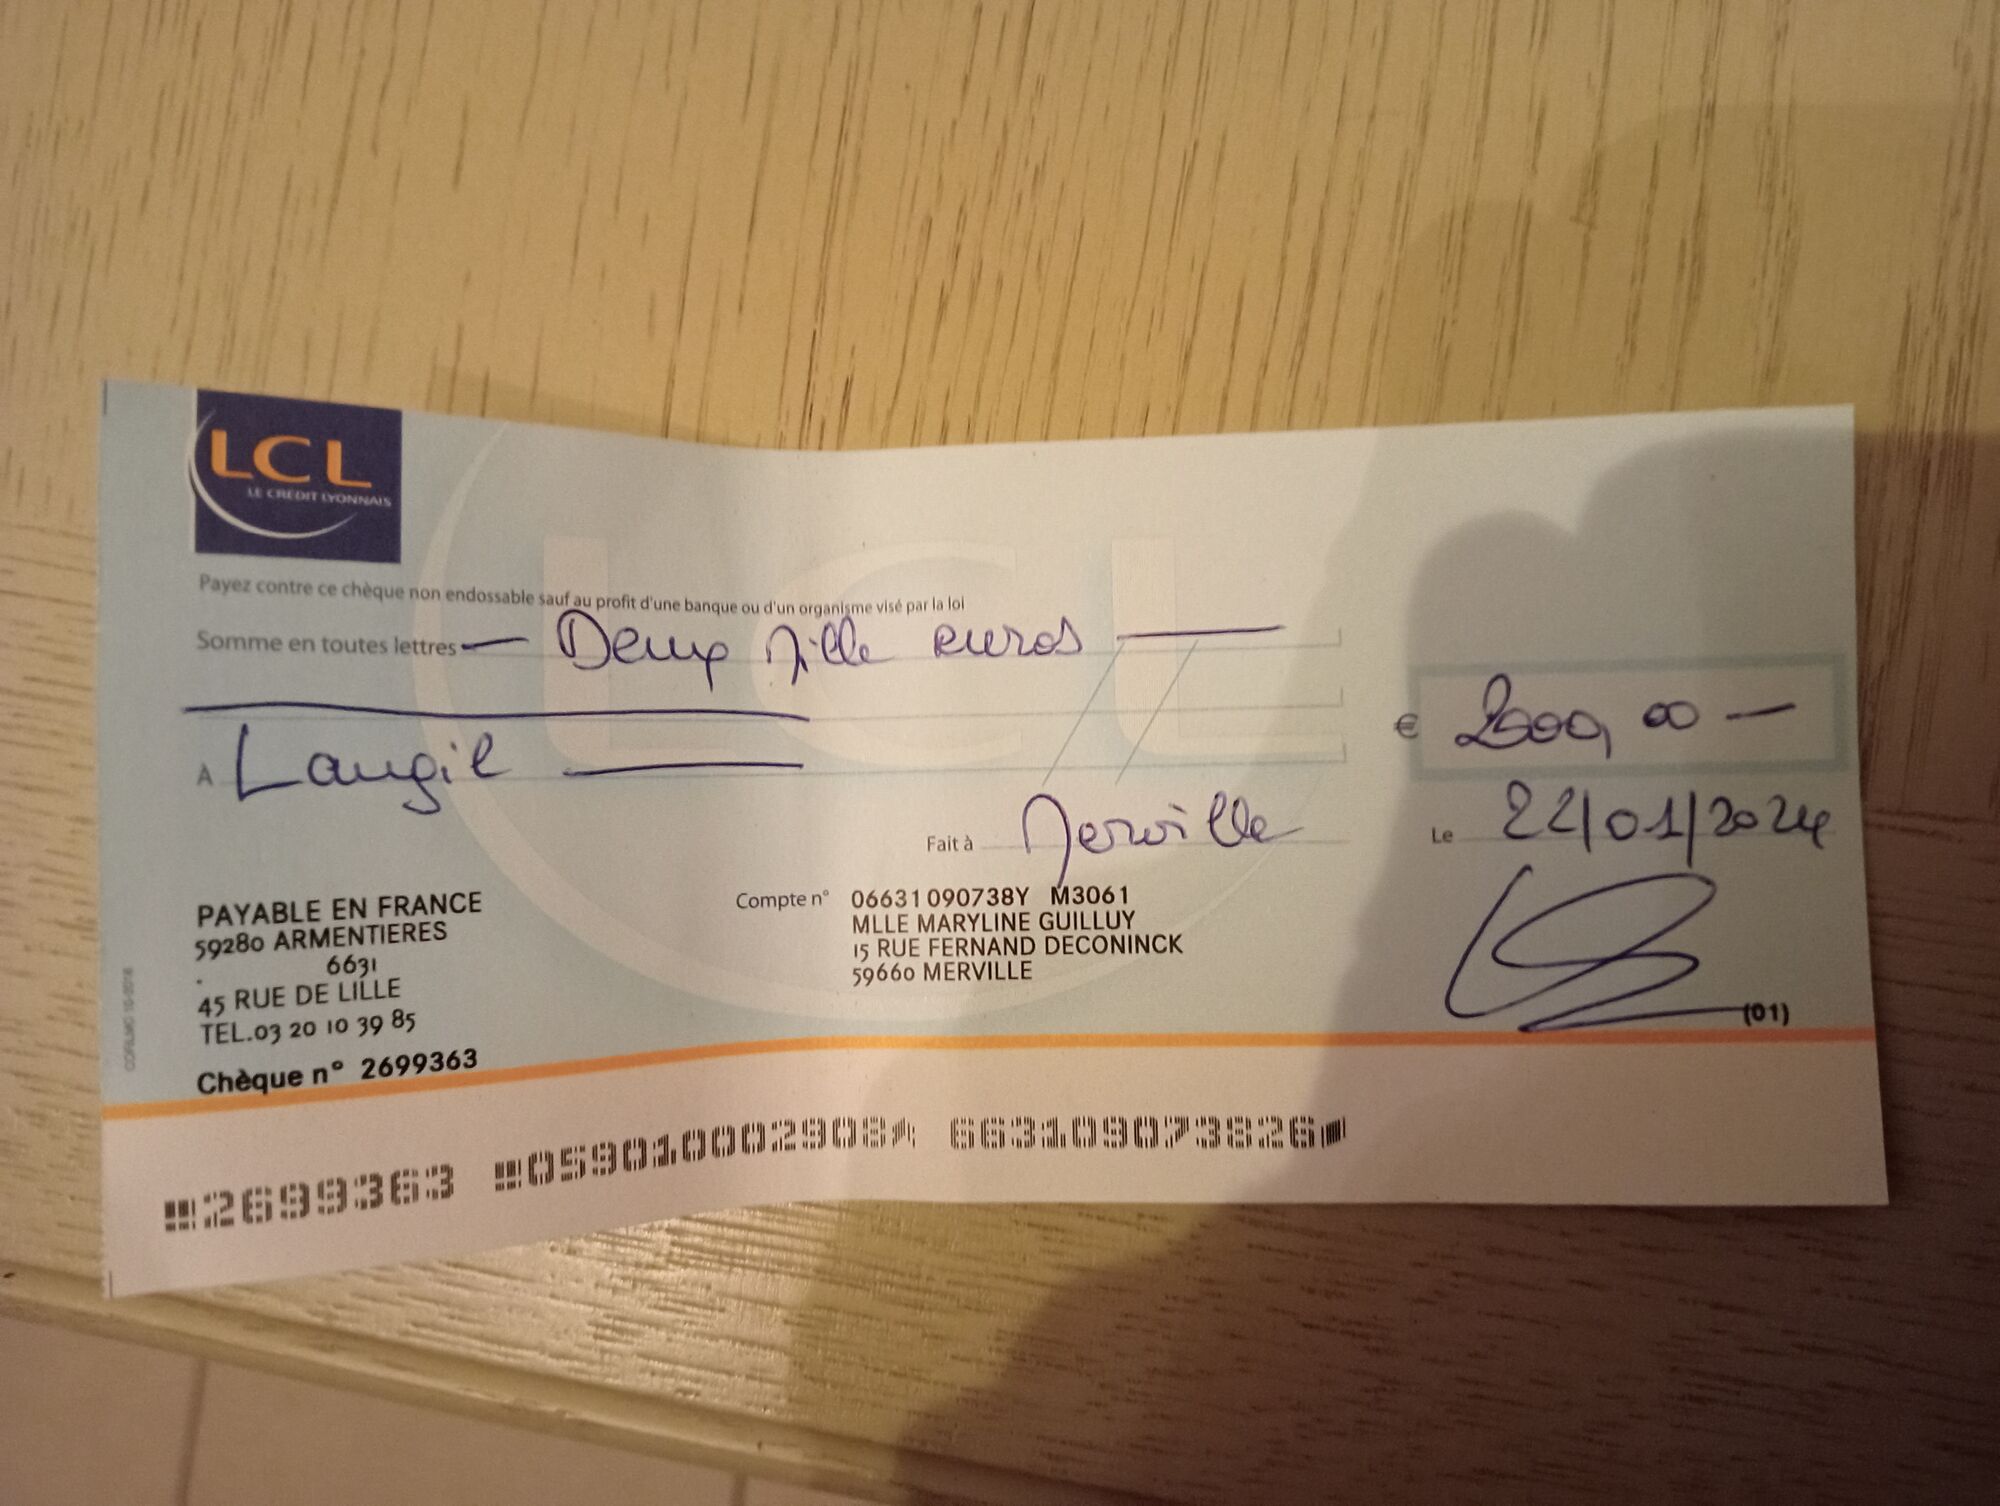 LCL
LE CRÉDIT LYONNAIS
Payez contre ce chèque non endossable sauf au profit d'une banque ou d'un organisme visé par la loi
Somme en toutes lettres — Deux Mille euros —
€ 2000,00 —
À Laugil —
Fait à Merville
Le 22/01/2024
PAYABLE EN FRANCE
59280 ARMENTIERES
6631
.
45 RUE DE LILLE
TEL.03 20 10 39 85
Chèque n° 2699363
Compte n° 06631 090738Y M3061
MLLE MARYLINE GUILLUY
15 RUE FERNAND DECONINCK
59660 MERVILLE
(01)
2699363 059010002908 663109073826